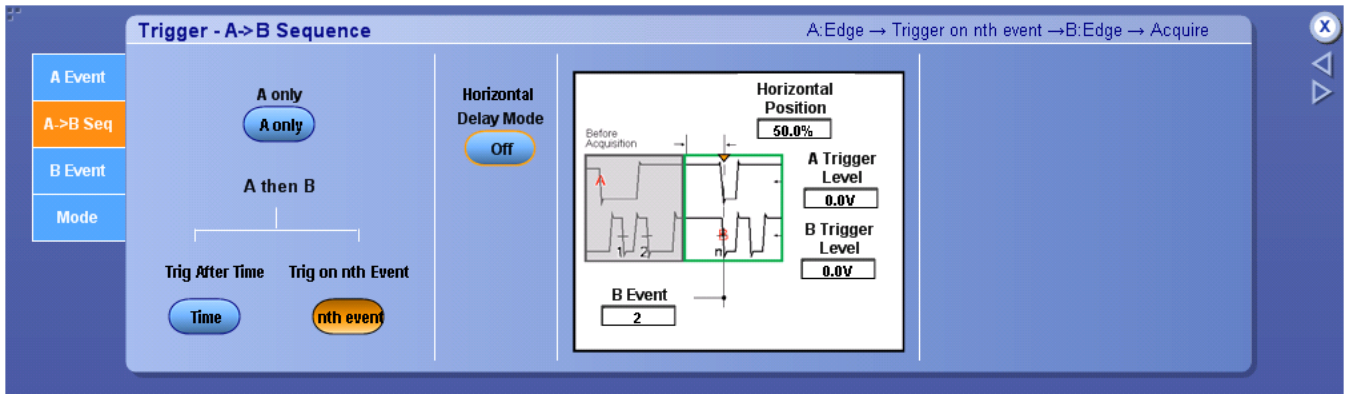 Trigger - A->B Sequence
A:Edge → Trigger on nth event →B:Edge → Acquire
X
A Event
A->B Seq
B Event
Mode
A only
A only
A then B
Trig After Time
Time
Trig on nth Event
nth event
Horizontal
Delay Mode
Off
Horizontal
Position
50.0%
Before
Acquisition
A
1
2
B
n
A Trigger
Level
0.0V
B Trigger
Level
0.0V
B Event
2